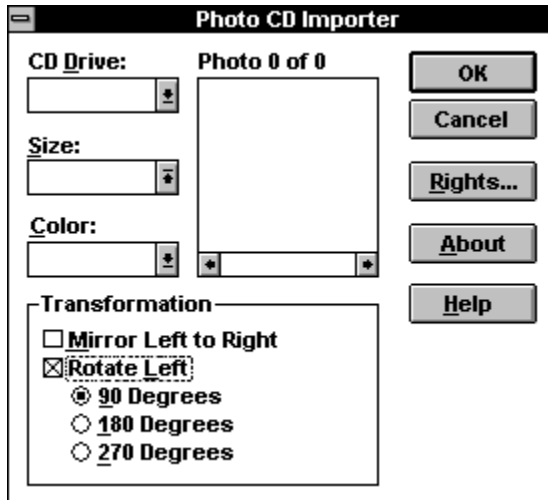 Photo CD Importer
CD Drive:
Photo 0 of 0
OK
Cancel
Size:
Rights...
Color:
About
Help
Transformation
Mirror Left to Right
Rotate Left
90 Degrees
180 Degrees
270 Degrees